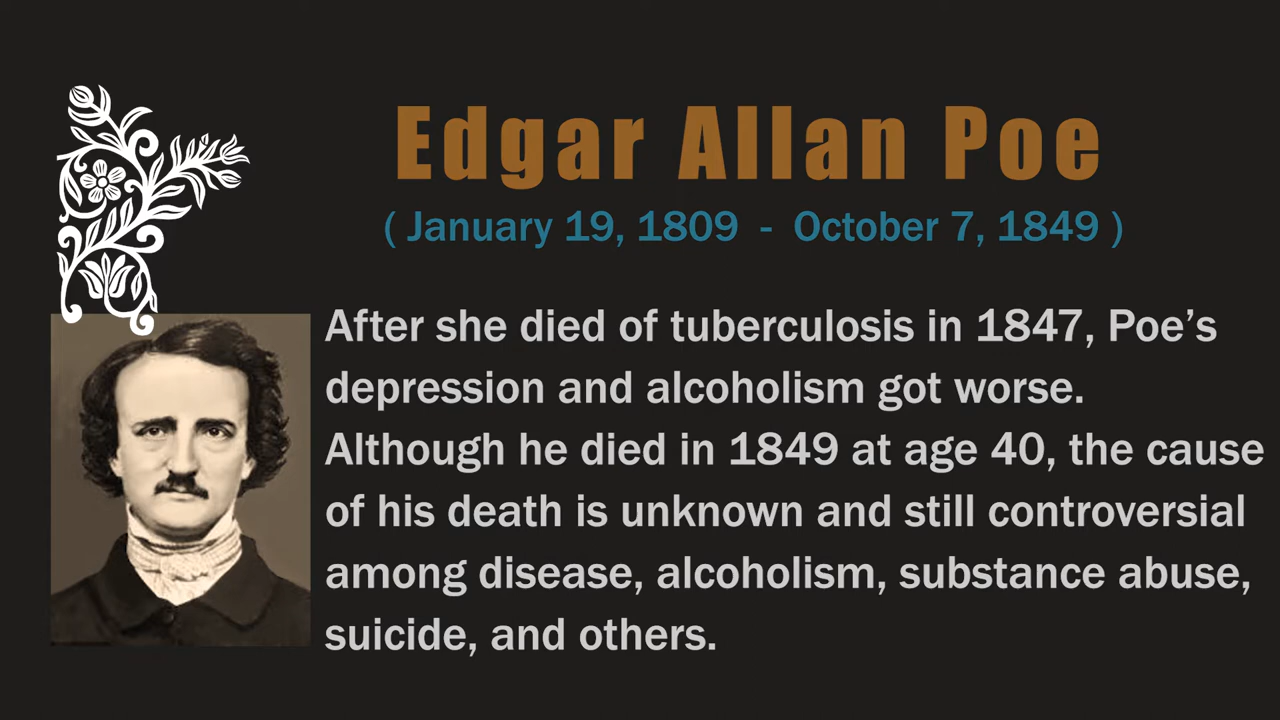 Edgar Allan Poe
( January 19, 1809 - October 7, 1849 )
After she died of tuberculosis in 1847, Poe’s
depression and alcoholism got worse.
Although he died in 1849 at age 40, the cause
of his death is unknown and still controversial
among disease, alcoholism, substance abuse,
suicide, and others.